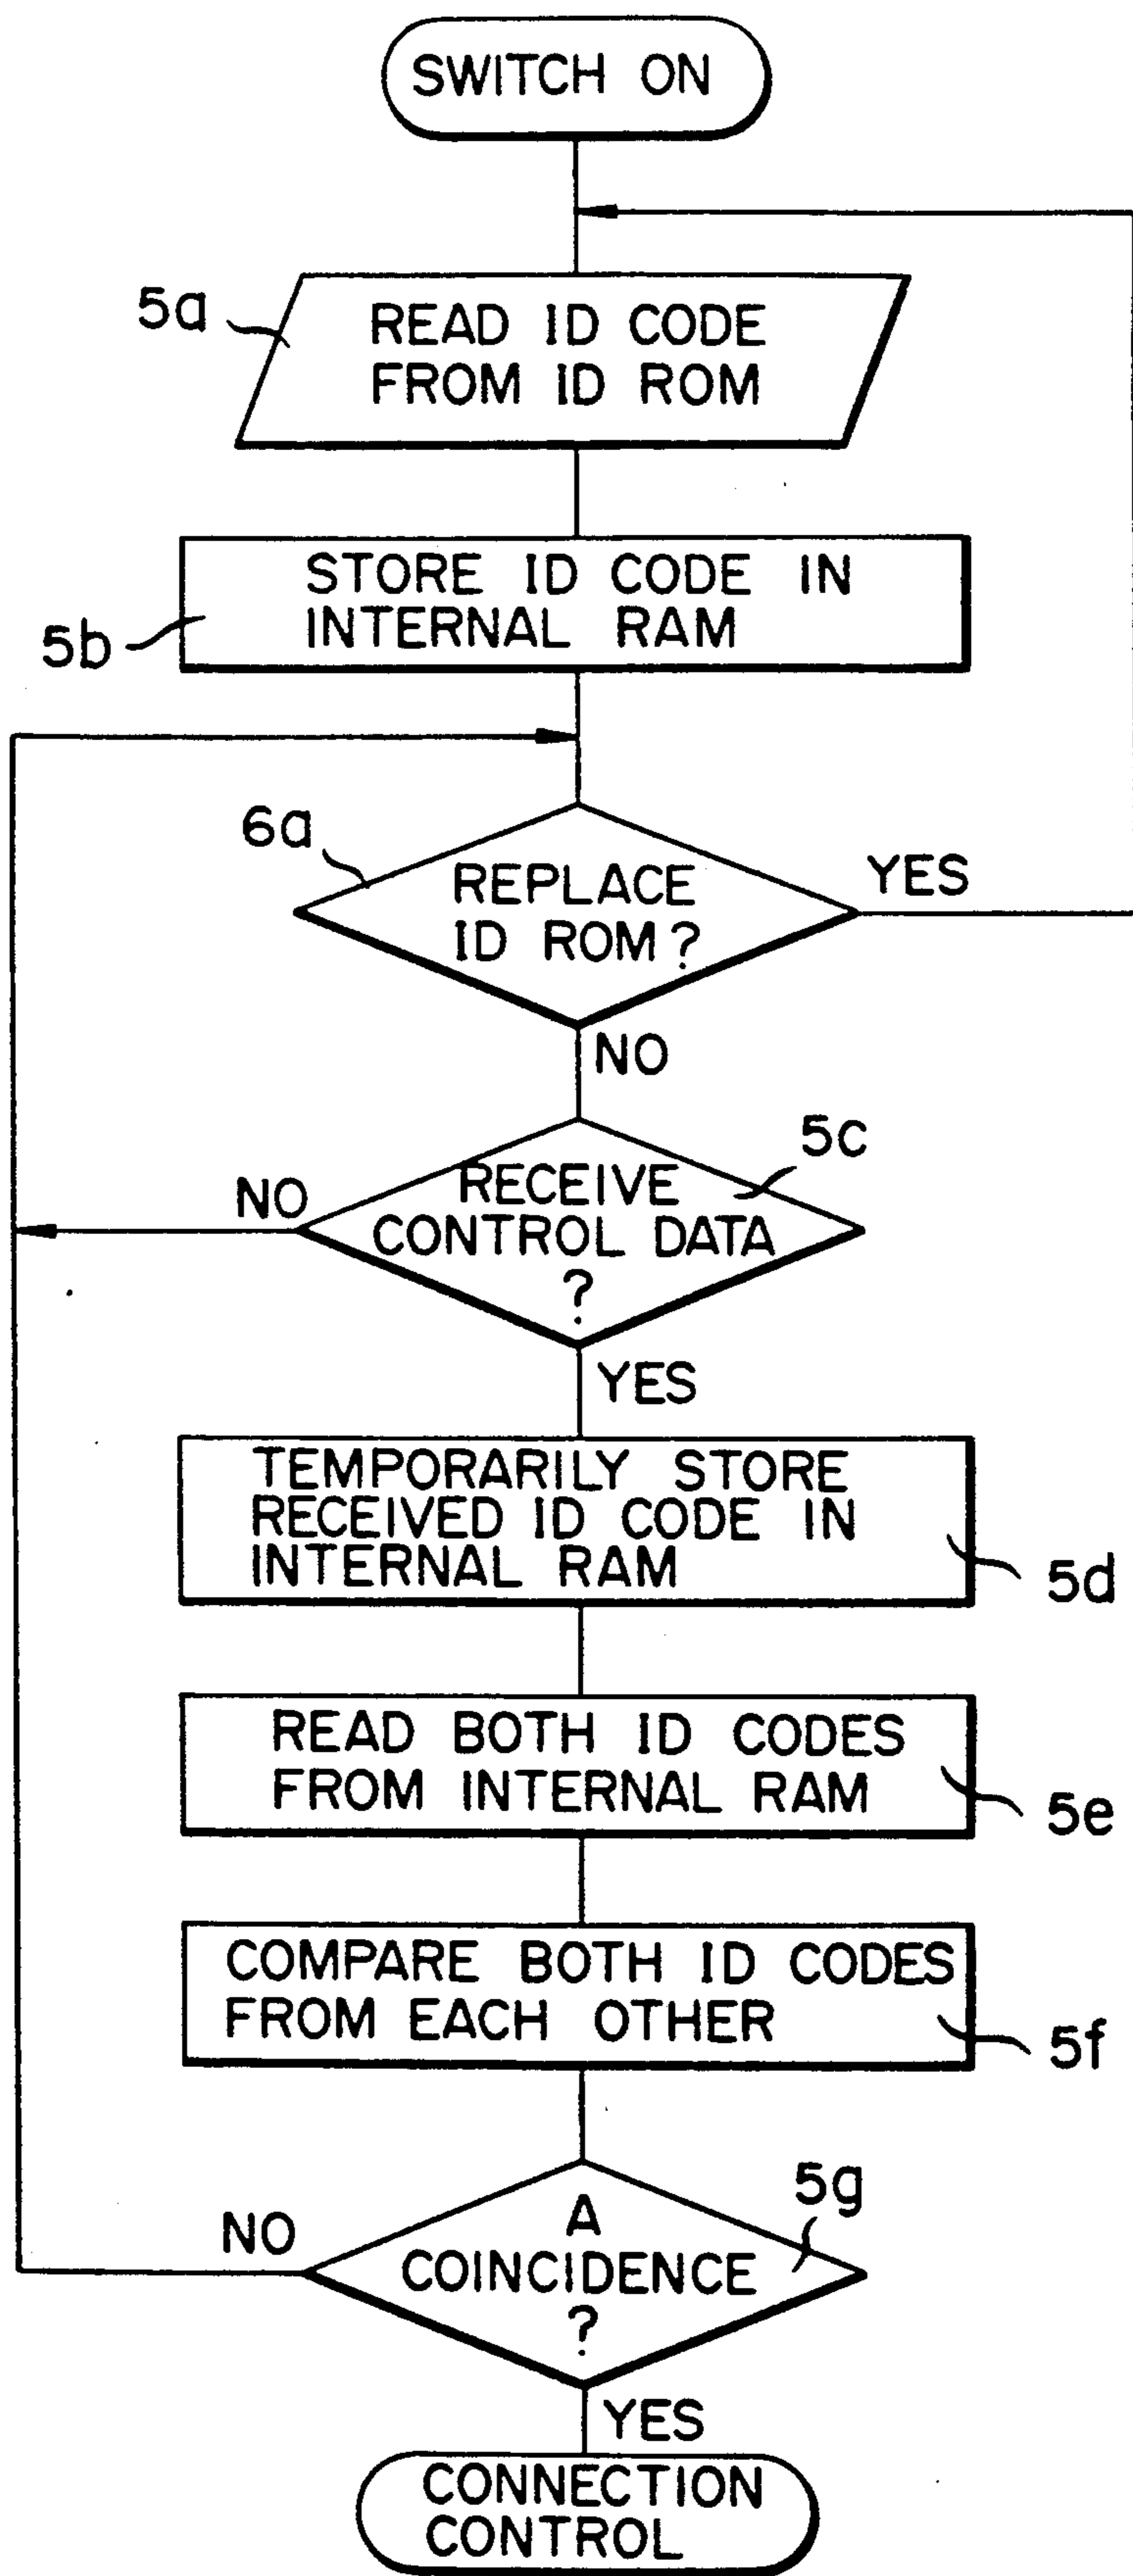 SWITCH ON
5a
READ ID CODE
FROM ID ROM
5b
STORE ID CODE IN
INTERNAL RAM
6a
REPLACE
ID ROM?
YES
NO
5c
RECEIVE
CONTROL DATA
?
NO
YES
TEMPORARILY STORE
RECEIVED ID CODE IN
INTERNAL RAM
5d
READ BOTH ID CODES
FROM INTERNAL RAM
5e
COMPARE BOTH ID CODES
FROM EACH OTHER
5f
5g
A
COINCIDENCE
?
NO
YES
CONNECTION
CONTROL